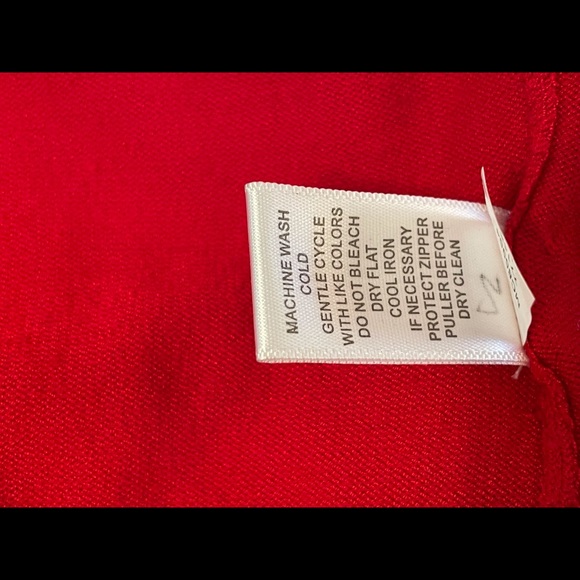 MACHINE WASH
COLD
GENTLE CYCLE
WITH LIKE COLORS
DO NOT BLEACH
DRY FLAT
COOL IRON
IF NECESSARY
PROTECT ZIPPER
PULLER BEFORE
DRY CLEAN